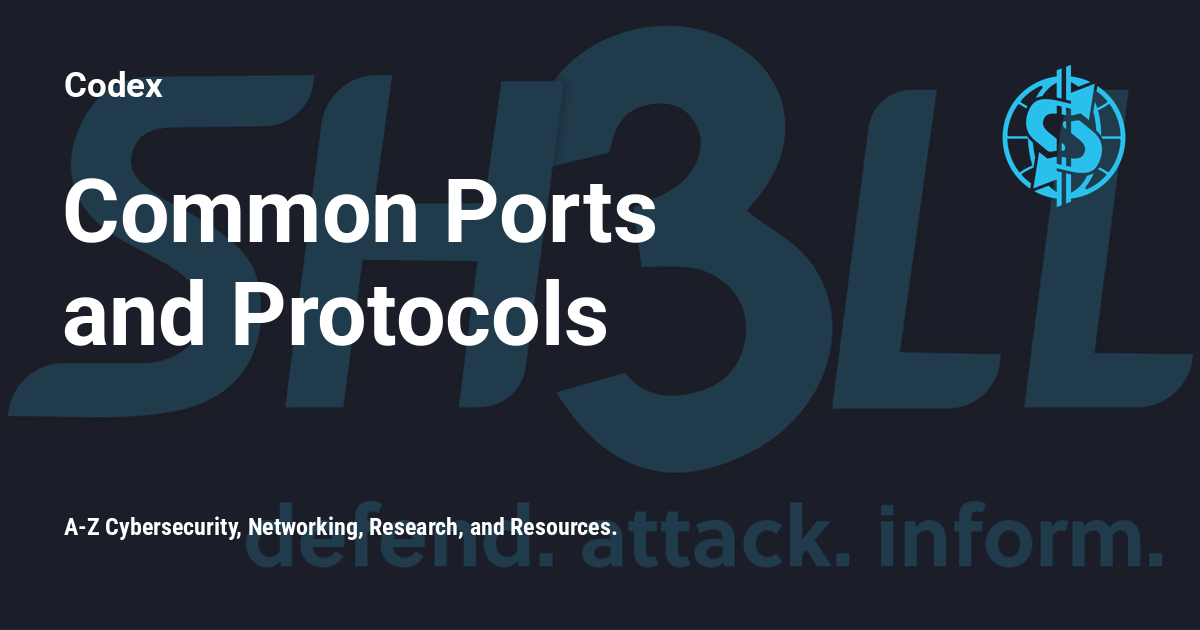 Codex
SH3LL
Common Ports
and Protocols
A-Z Cybersecurity, Networking, Research, and Resources.
defend. attack. inform.